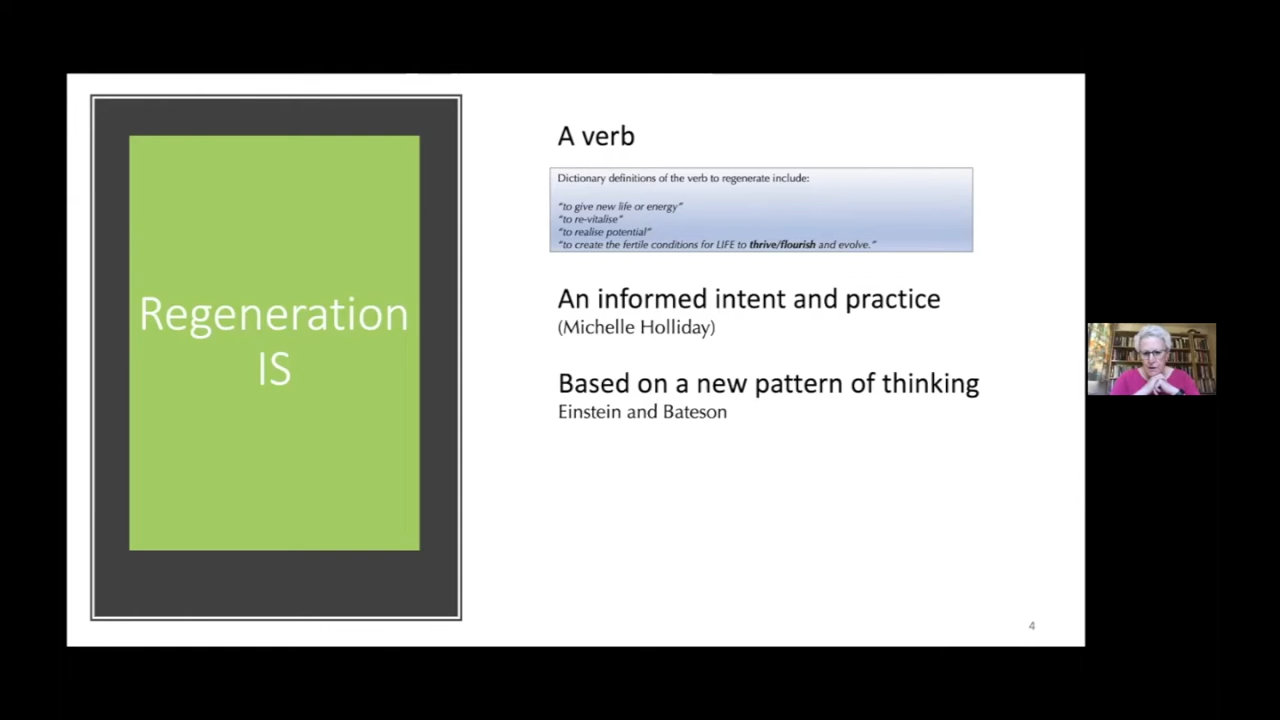 Regeneration
IS
A verb
Dictionary definitions of the verb to regenerate include:
“to give new life or energy”
“to re-vitalise”
“to realise potential”
“to create the fertile conditions for LIFE to thrive/flourish and evolve.”
An informed intent and practice
(Michelle Holliday)
Based on a new pattern of thinking
Einstein and Bateson
4